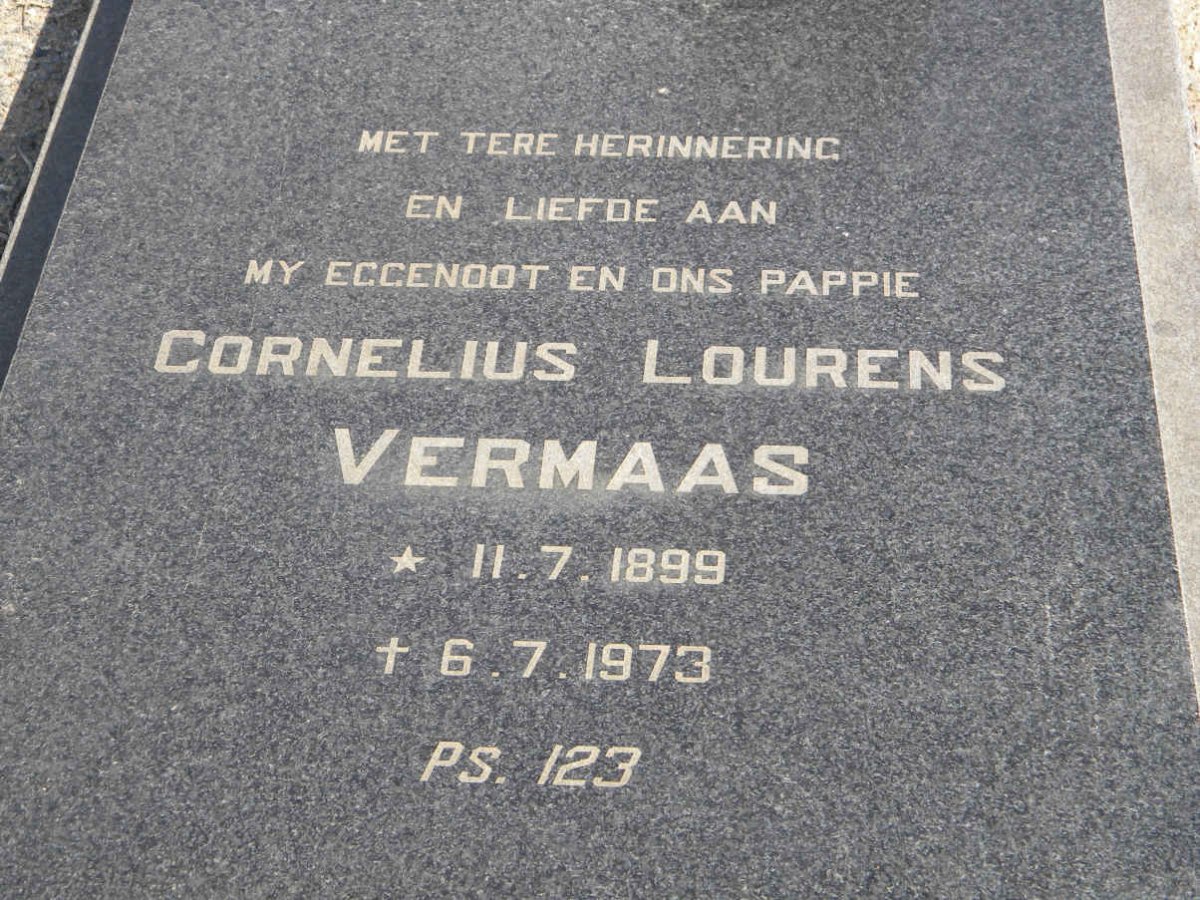 MET TERE HERINNERING
EN LIEFDE AAN
MY EGGENOOT EN ONS PAPPIE
CORNELIUS LOURENS
VERMAAS
★ 11.7.1899
✝ 6.7.1973
PS. 123